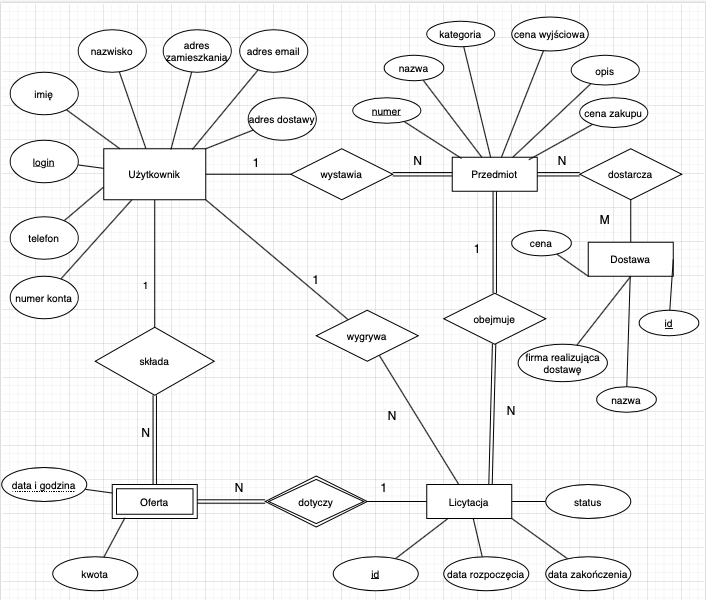 kategoria
cena wyjściowa
nazwisko
adres
zamieszkania
adres email
nazwa
opis
imię
numer
cena zakupu
adres dostawy
login
1
N
N
Użytkownik
wystawia
Przedmiot
dostarcza
M
telefon
cena
1
Dostawa
1
1
numer konta
obejmuje
id
wygrywa
składa
firma realizująca
dostawę
nazwa
N
N
N
data i godzina
N
1
Oferta
dotyczy
Licytacja
status
kwota
id
data rozpoczęcia
data zakończenia